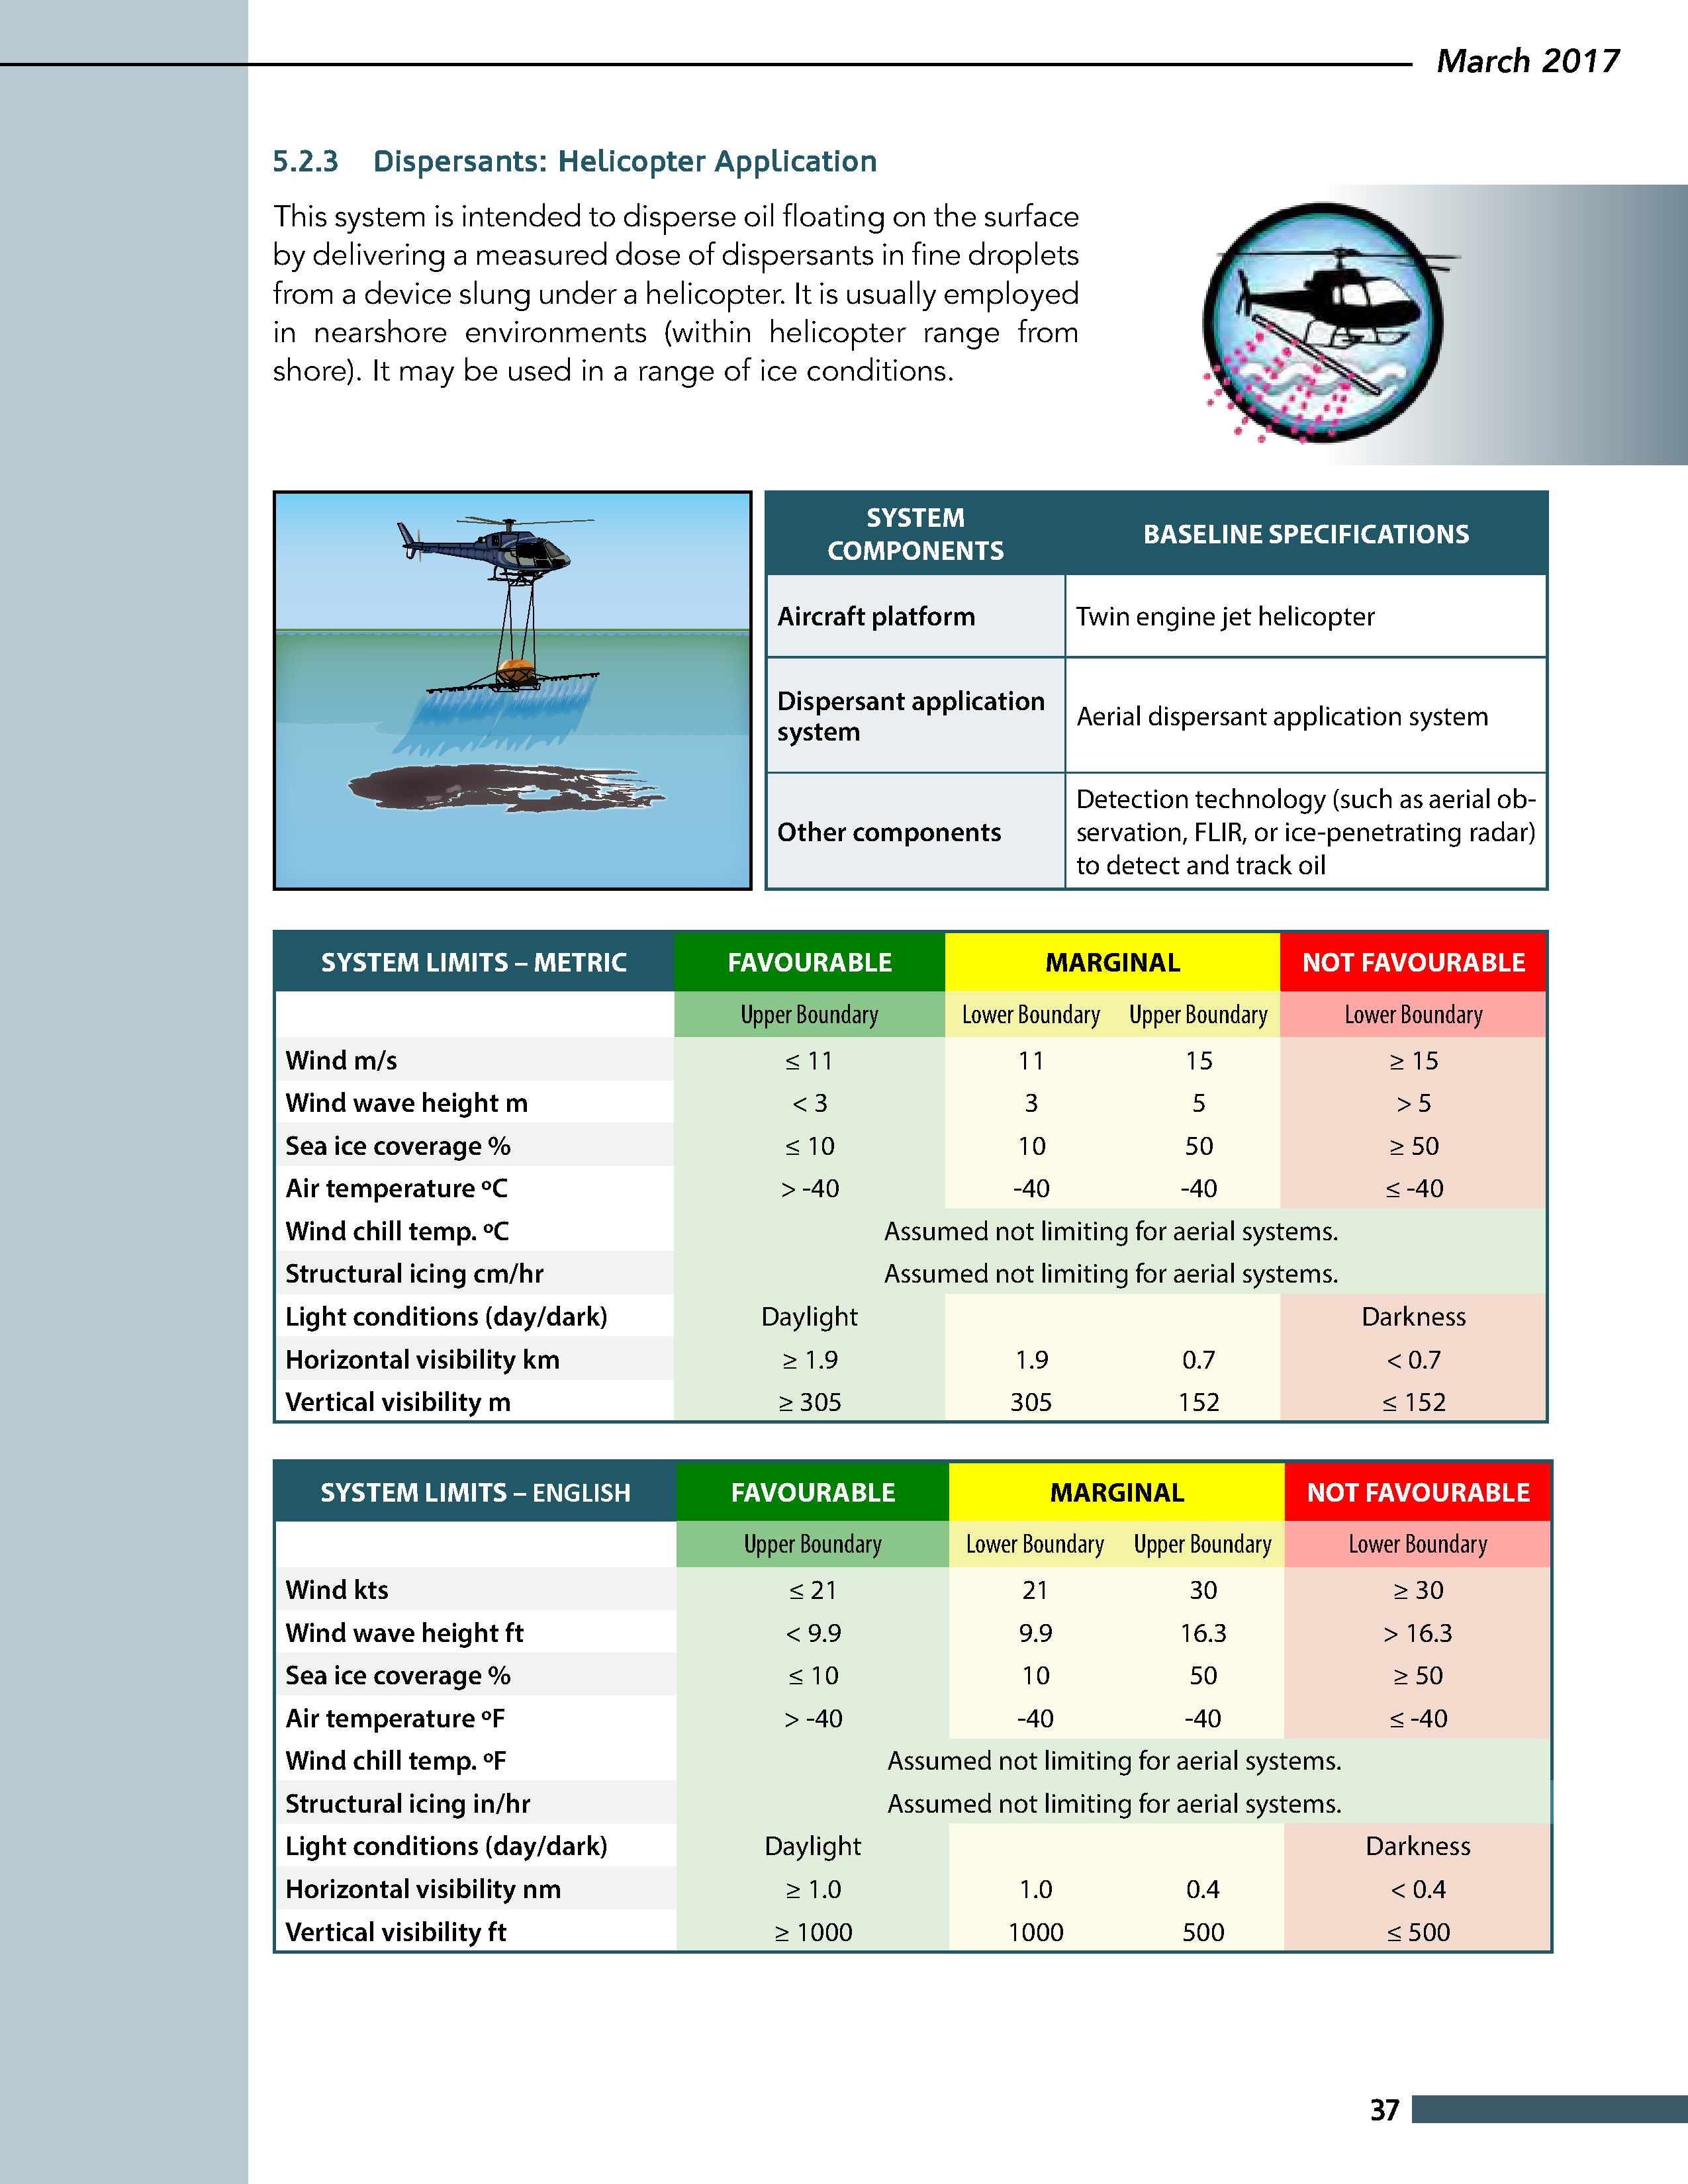 March 2017
5.2.3 Dispersants: Helicopter Application
This system is intended to disperse oil floating on the surface
by delivering a measured dose of dispersants in fine droplets
from a device slung under a helicopter. It is usually employed
in nearshore environments (within helicopter range from
shore). It may be used in a range of ice conditions.
SYSTEM
COMPONENTS
BASELINE SPECIFICATIONS
Aircraft platform
Twin engine jet helicopter
Dispersant application
system
Aerial dispersant application system
Other components
Detection technology (such as aerial ob-
servation, FLIR, or ice-penetrating radar)
to detect and track oil
SYSTEM LIMITS – METRIC FAVOURABLE MARGINAL NOT FAVOURABLE
Upper Boundary Lower Boundary Upper Boundary Lower Boundary
Wind m/s ≤ 11 11 15 ≥ 15
Wind wave height m < 3 3 5 > 5
Sea ice coverage % ≤ 10 10 50 ≥ 50
Air temperature ºC > -40 -40 -40 ≤ -40
Wind chill temp. ºC Assumed not limiting for aerial systems.
Structural icing cm/hr Assumed not limiting for aerial systems.
Light conditions (day/dark) Daylight Darkness
Horizontal visibility km ≥ 1.9 1.9 0.7 < 0.7
Vertical visibility m ≥ 305 305 152 ≤ 152
SYSTEM LIMITS – ENGLISH FAVOURABLE MARGINAL NOT FAVOURABLE
Upper Boundary Lower Boundary Upper Boundary Lower Boundary
Wind kts ≤ 21 21 30 ≥ 30
Wind wave height ft < 9.9 9.9 16.3 > 16.3
Sea ice coverage % ≤ 10 10 50 ≥ 50
Air temperature ºF > -40 -40 -40 ≤ -40
Wind chill temp. ºF Assumed not limiting for aerial systems.
Structural icing in/hr Assumed not limiting for aerial systems.
Light conditions (day/dark) Daylight Darkness
Horizontal visibility nm ≥ 1.0 1.0 0.4 < 0.4
Vertical visibility ft ≥ 1000 1000 500 ≤ 500
37